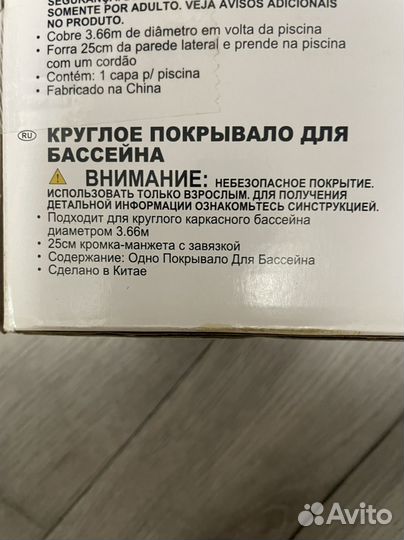 SOMENTE POR ADULTO. VEJA AVISOS ADICIONAIS
NO PRODUTO.
• Cobre 3.66m de diâmetro em volta da piscina
• Forra 25cm da parede lateral e prende na piscina
com um cordão
• Contém: 1 capa p/ piscina
• Fabricado na China
RU КРУГЛОЕ ПОКРЫВАЛО ДЛЯ
БАССЕЙНА
ВНИМАНИЕ: НЕБЕЗОПАСНОЕ ПОКРЫТИЕ.
ИСПОЛЬЗОВАТЬ ТОЛЬКО ВЗРОСЛЫМ. ДЛЯ ПОЛУЧЕНИЯ
ДЕТАЛЬНОЙ ИНФОРМАЦИИ ОЗНАКОМЬТЕСЬ СИНСТРУКЦИЕЙ.
• Подходит для круглого каркасного бассейна
диаметром 3.66м
• 25см кромка-манжета с завязкой
• Содержание: Одно Покрывало Для Бассейна
• Сделано в Китае
Avito